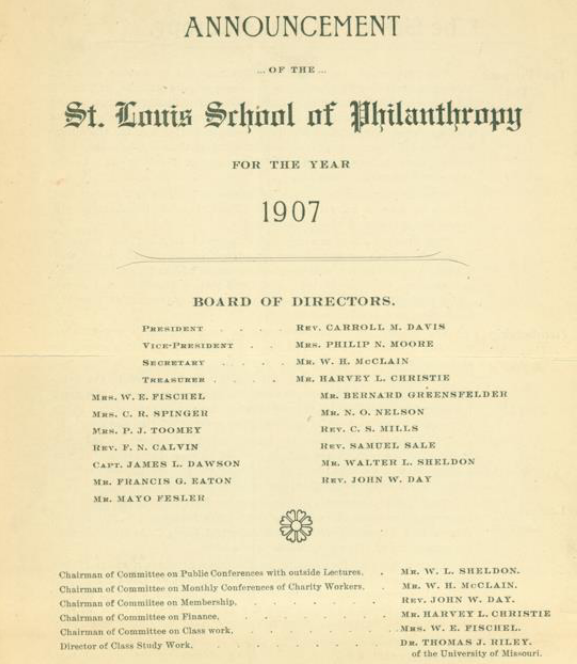 ANNOUNCEMENT
... OF THE ...
St. Louis School of Philanthropy
FOR THE YEAR
1907
BOARD OF DIRECTORS.
PRESIDENT . . . . REV. CARROLL M. DAVIS
VICE-PRESIDENT . . MRS. PHILIP N. MOORE
SECRETARY . . . . . MR. W. H. McCLAIN
TREASURER . . . . . MR. HARVEY L. CHRISTIE
MRS. W. E. FISCHEL MR. BERNARD GREENSFELDER
MRS. C. R. SPINGER MR. N. O. NELSON
MRS. P. J. TOOMEY REV. C. S. MILLS
REV. F. N. CALVIN REV. SAMUEL SALE
CAPT. JAMES L. DAWSON MR. WALTER L. SHELDON
MR. FRANCIS G. EATON REV. JOHN W. DAY
MR. MAYO FESLER
Chairman of Committee on Public Conferences with outside Lectures. . MR. W. L. SHELDON.
Chairman of Committee on Monthly Conferences of Charity Workers. . MR. W. H. McCLAIN.
Chairman of Committee on Membership. . . . . . . . REV. JOHN W. DAY.
Chairman of Committee on Finance. . . . . . . . . MR. HARVEY L. CHRISTIE
Chairman of Committee on Class work. . . . . . . . MRS. W. E. FISCHEL.
Director of Class Study Work. . . . . . . . . . DR. THOMAS J. RILEY.
of the University of Missouri.